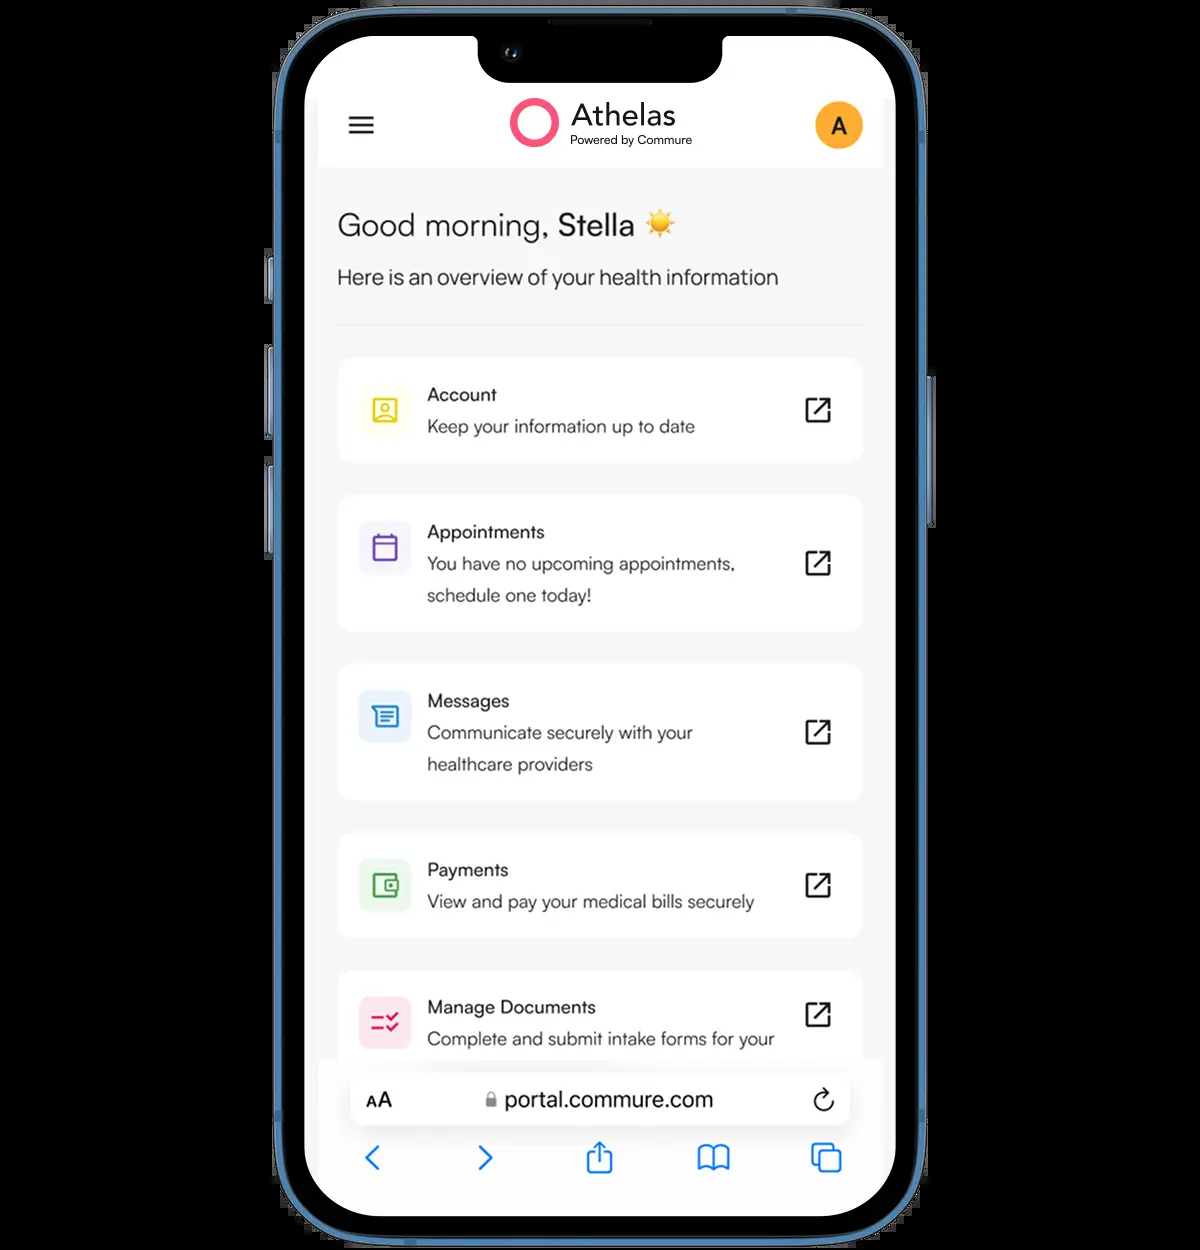 Athelas
Powered by Commure
A
Good morning, Stella
Here is an overview of your health information
Account
Keep your information up to date
Appointments
You have no upcoming appointments,
schedule one today!
Messages
Communicate securely with your
healthcare providers
Payments
View and pay your medical bills securely
Manage Documents
Complete and submit intake forms for your
AA
portal.commure.com